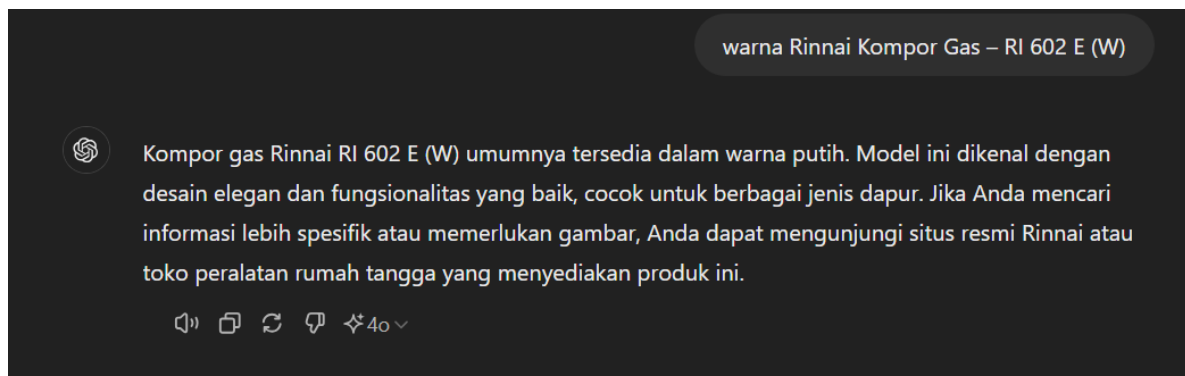 warna Rinnai Kompor Gas – RI 602 E (W)
Kompor gas Rinnai RI 602 E (W) umumnya tersedia dalam warna putih. Model ini dikenal dengan
desain elegan dan fungsionalitas yang baik, cocok untuk berbagai jenis dapur. Jika Anda mencari
informasi lebih spesifik atau memerlukan gambar, Anda dapat mengunjungi situs resmi Rinnai atau
toko peralatan rumah tangga yang menyediakan produk ini.
4o